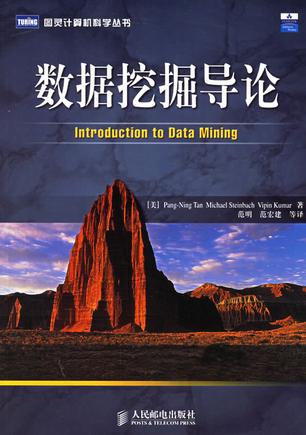 TURING 图灵计算机科学丛书
数据挖掘导论
Introduction to Data Mining
[美] Pang-Ning Tan Michael Steinbach Vipin Kumar 著
范明 范宏建 等译
人民邮电出版社
POSTS & TELECOM PRESS